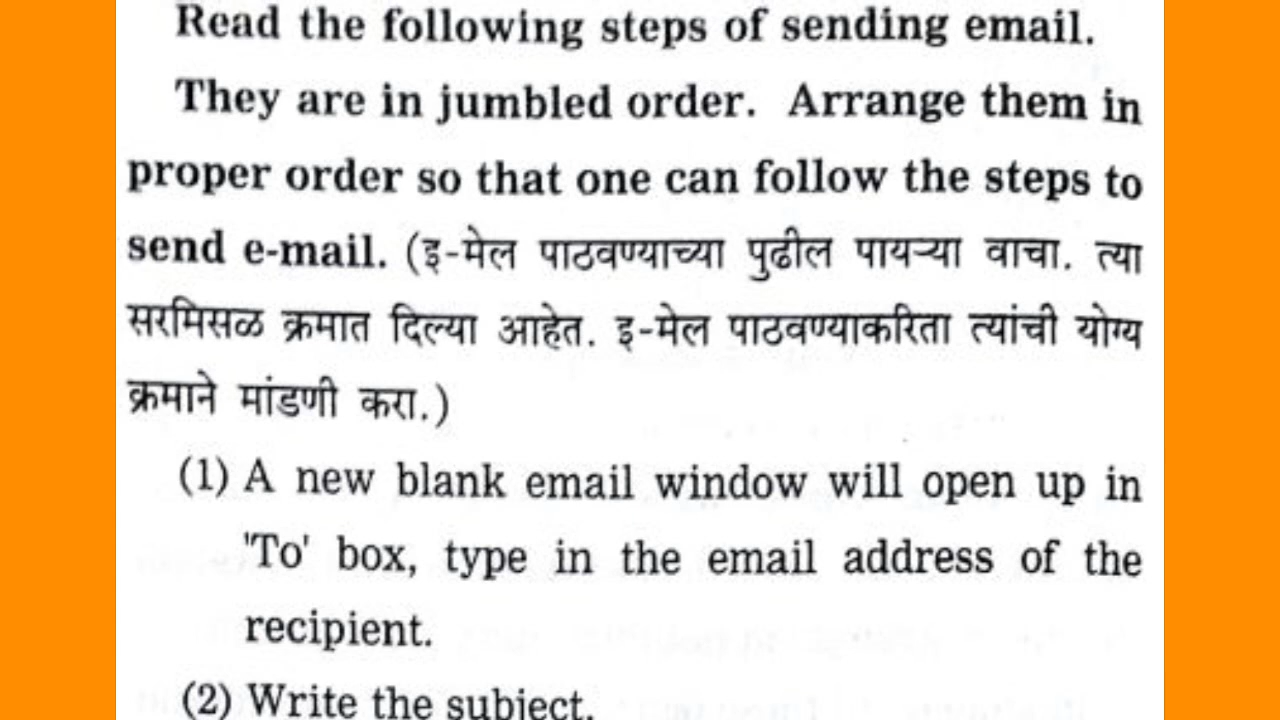 Read the following steps of sending email.
They are in jumbled order. Arrange them in
proper order so that one can follow the steps to
send e-mail. (इ-मेल पाठवण्याच्या पुढील पायऱ्या वाचा. त्या
सरमिसळ क्रमात दिल्या आहेत. इ-मेल पाठवण्याकरिता त्यांची योग्य
क्रमाने मांडणी करा.)
(1) A new blank email window will open up in
'To' box, type in the email address of the
recipient.
(2) Write the subject.